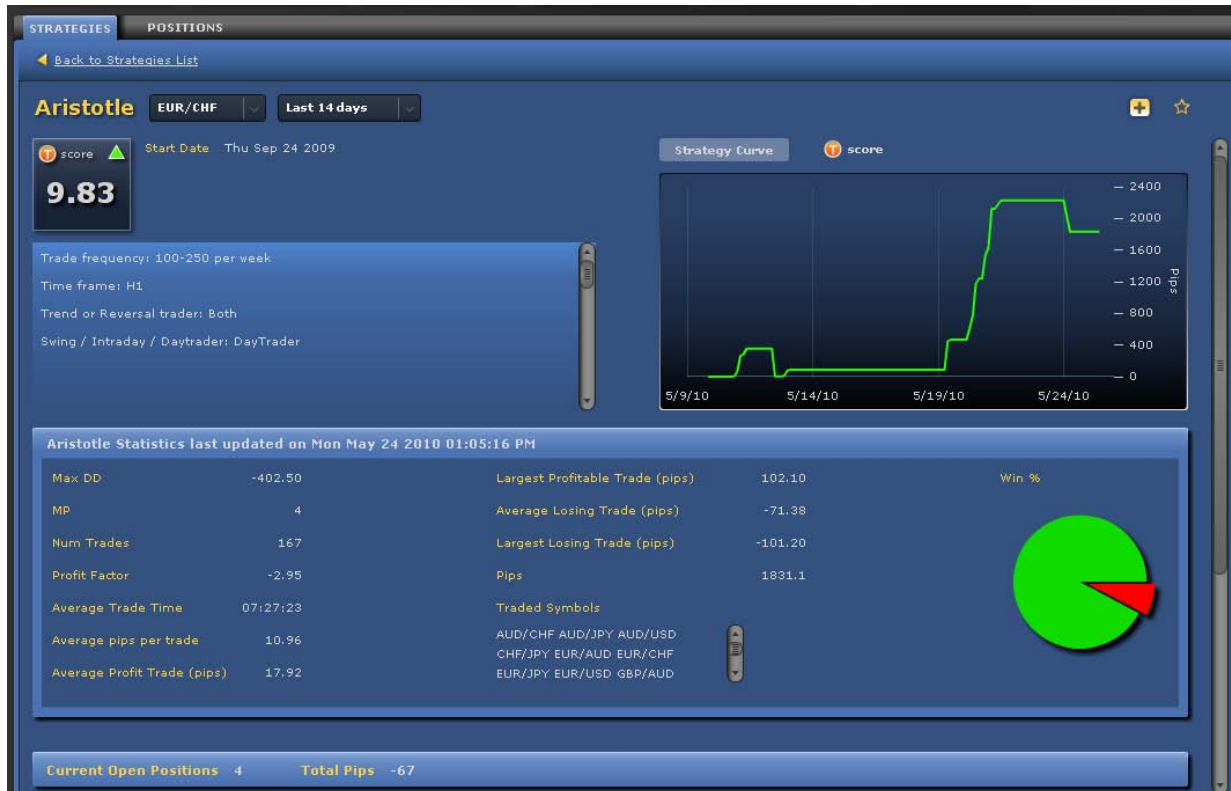 STRATEGIES POSITIONS
Back to Strategies List
Aristotle EUR/CHF Last 14 days
T score Start Date Thu Sep 24 2009
9.83
Trade frequency: 100-250 per week
Time frame: H1
Trend or Reversal trader: Both
Swing / Intraday / Daytrader: DayTrader
Strategy Curve T score
2400
2000
1600
1200
800
400
0
Pips
5/9/10 5/14/10 5/19/10 5/24/10
Aristotle Statistics last updated on Mon May 24 2010 01:05:16 PM
Max DD -402.50
MP 4
Num Trades 167
Profit Factor -2.95
Average Trade Time 07:27:23
Average pips per trade 10.96
Average Profit Trade (pips) 17.92
Largest Profitable Trade (pips) 102.10
Average Losing Trade (pips) -71.38
Largest Losing Trade (pips) -101.20
Pips 1831.1
Traded Symbols
AUD/CHF AUD/JPY AUD/USD
CHF/JPY EUR/AUD EUR/CHF
EUR/JPY EUR/USD GBP/AUD
Win %
Current Open Positions 4 Total Pips -67